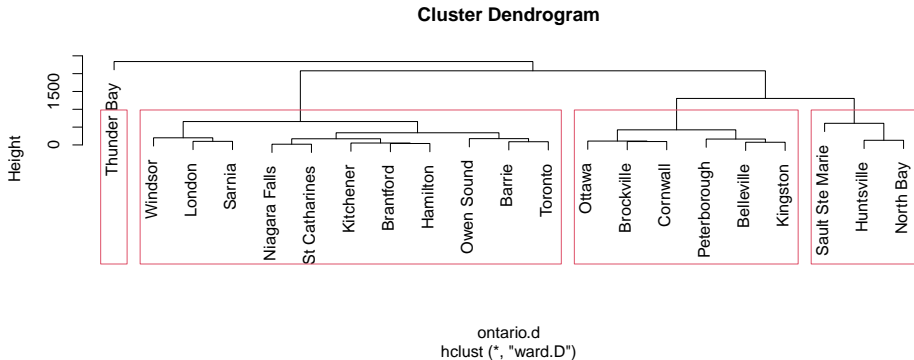 Cluster Dendrogram
Height
0
1500
Thunder Bay
Windsor
London
Sarnia
Niagara Falls
St Catharines
Kitchener
Brantford
Hamilton
Owen Sound
Barrie
Toronto
Ottawa
Brockville
Cornwall
Peterborough
Belleville
Kingston
Sault Ste Marie
Huntsville
North Bay
ontario.d
hclust (*, "ward.D")